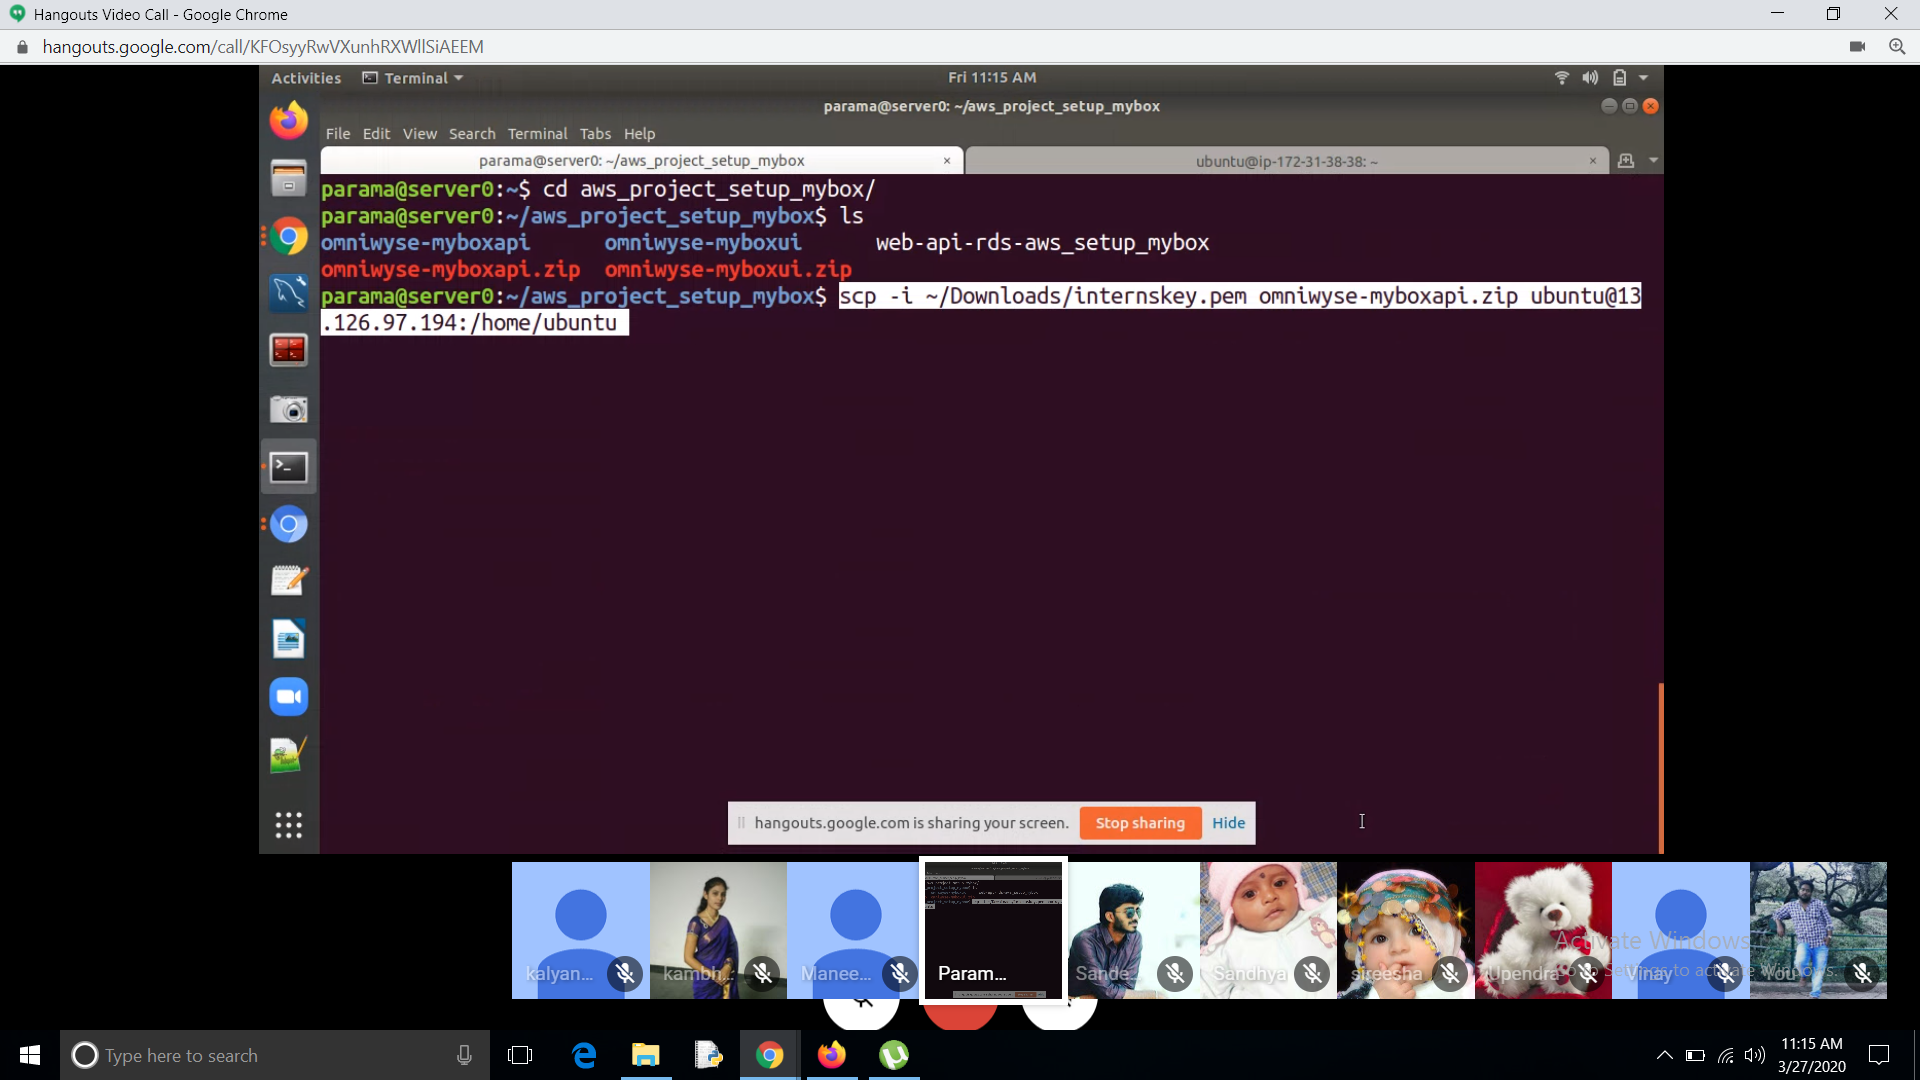 Hangouts Video Call - Google Chrome
hangouts.google.com/call/KFOsyyRwVXunhRXWllSiAEEM
Activities Terminal Fri 11:15 AM
parama@server0: ~/aws_project_setup_mybox
File Edit View Search Terminal Tabs Help
parama@server0: ~/aws_project_setup_mybox × ubuntu@ip-172-31-38-38: ~ ×
parama@server0:~$ cd aws_project_setup_mybox/
parama@server0:~/aws_project_setup_mybox$ ls
omniwyse-myboxapi omniwyse-myboxui web-api-rds-aws_setup_mybox
omniwyse-myboxapi.zip omniwyse-myboxui.zip
parama@server0:~/aws_project_setup_mybox$ scp -i ~/Downloads/internskey.pem omniwyse-myboxapi.zip ubuntu@13
.126.97.194:/home/ubuntu
hangouts.google.com is sharing your screen. Stop sharing Hide
Activate Windows
Go to Settings to activate Windows.
kalyan... kambh... Manee... Param... Sande... Sandhya sireesha Upendra Vinay You
Type here to search
11:15 AM
3/27/2020